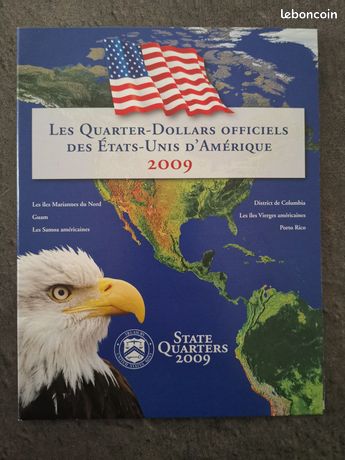 leboncoin
LES QUARTER-DOLLARS OFFICIELS
DES ÉTATS-UNIS D'AMÉRIQUE
2009
Les îles Mariannes du Nord
Guam
Les Samoa américaines
District de Columbia
Les îles Vierges américaines
Porto Rico
STATE
QUARTERS
2009